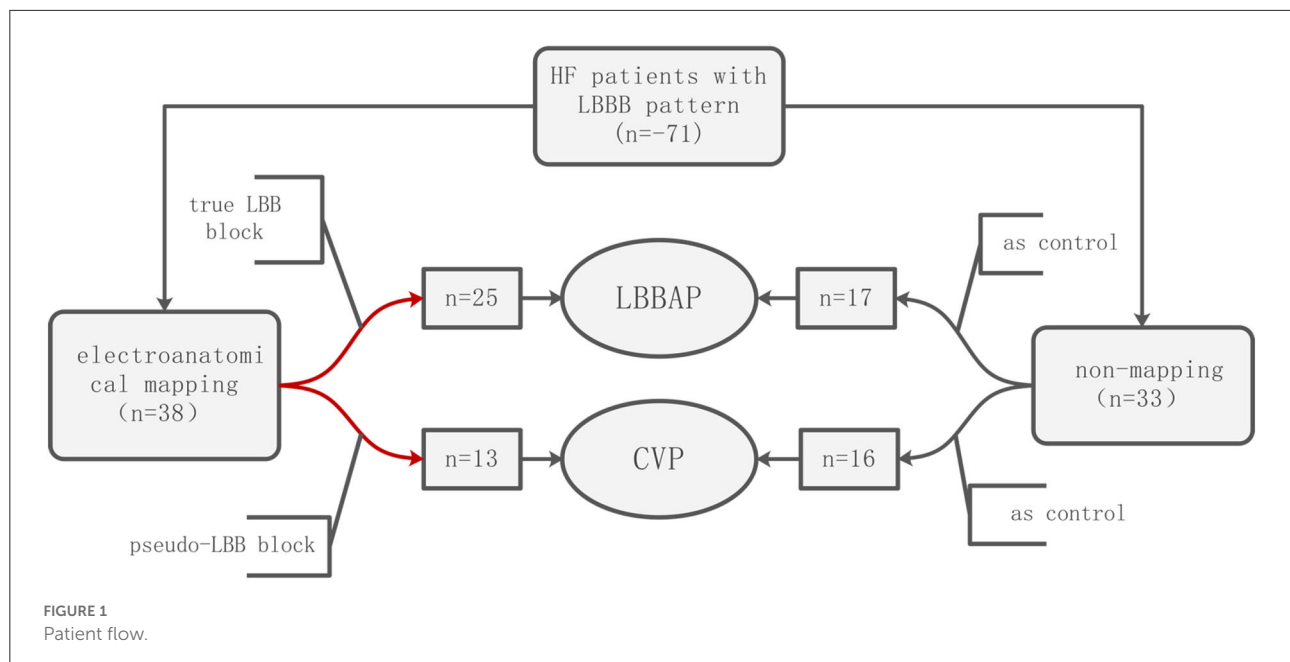 HF patients with
LBBB pattern
(n=-71)
true LBB
block
as control
n=25
LBBAP
n=17
electroanatomi
cal mapping
(n=38)
non-mapping
(n=33)
n=13
CVP
n=16
pseudo-LBB block
as control
FIGURE 1
Patient flow.